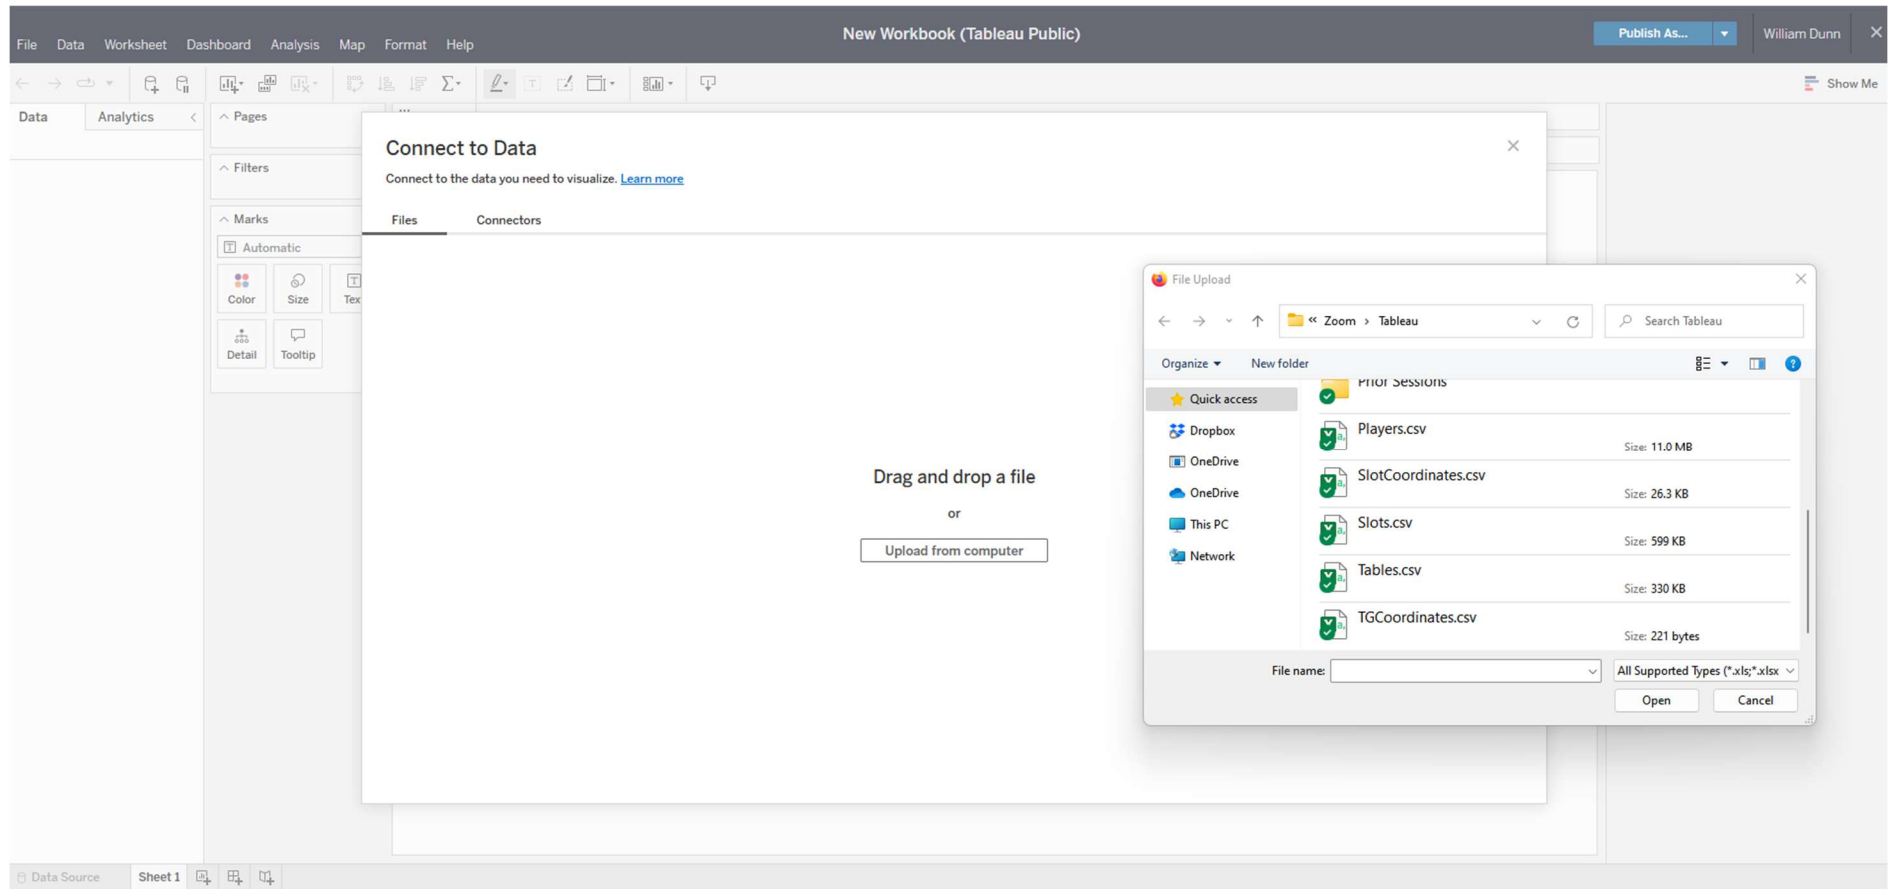 New Workbook (Tableau Public)
Publish As...
William Dunn
File Data Worksheet Dashboard Analysis Map Format Help
Show Me
Data Analytics
Pages
Filters
Marks
Automatic
Color Size Tex
Detail Tooltip
Connect to Data
Connect to the data you need to visualize. Learn more
Files Connectors
Drag and drop a file
or
Upload from computer
File Upload
« Zoom › Tableau
Search Tableau
Organize New folder
Quick access
Dropbox
OneDrive
OneDrive
This PC
Network
Prior Sessions
Players.csv
Size: 11.0 MB
SlotCoordinates.csv
Size: 26.3 KB
Slots.csv
Size: 599 KB
Tables.csv
Size: 330 KB
TGCoordinates.csv
Size: 221 bytes
File name:
All Supported Types (*.xls;*.xlsx
Open Cancel
Data Source Sheet 1